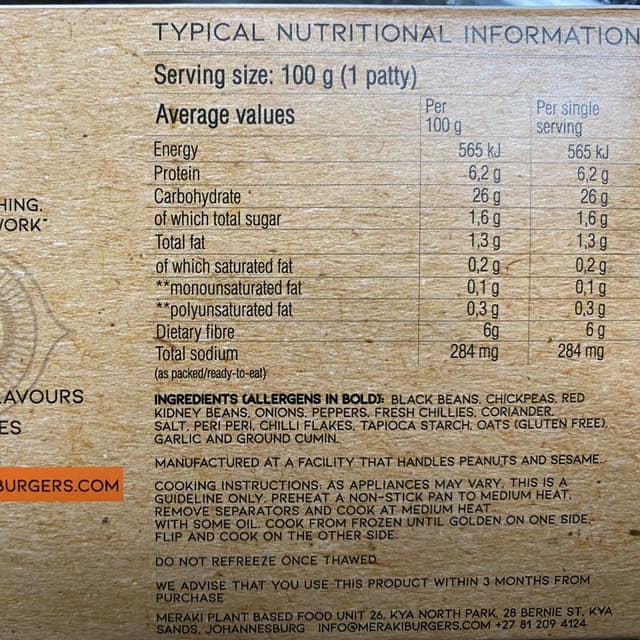 TYPICAL NUTRITIONAL INFORMATION
Serving size: 100 g (1 patty)
Average values Per 100 g Per single serving
Energy 565 kJ 565 kJ
Protein 6,2 g 6,2 g
Carbohydrate 26 g 26 g
of which total sugar 1,6 g 1,6 g
Total fat 1,3 g 1,3 g
of which saturated fat 0,2 g 0,2 g
**monounsaturated fat 0,1 g 0,1 g
**polyunsaturated fat 0,3 g 0,3 g
Dietary fibre 6g 6 g
Total sodium 284 mg 284 mg
(as packed/ready-to-eat)
INGREDIENTS (ALLERGENS IN BOLD): BLACK BEANS, CHICKPEAS, RED
KIDNEY BEANS, ONIONS, PEPPERS, FRESH CHILLIES, CORIANDER,
SALT, PERI PERI, CHILLI FLAKES, TAPIOCA STARCH, OATS (GLUTEN FREE),
GARLIC AND GROUND CUMIN.
MANUFACTURED AT A FACILITY THAT HANDLES PEANUTS AND SESAME.
COOKING INSTRUCTIONS: AS APPLIANCES MAY VARY, THIS IS A
GUIDELINE ONLY. PREHEAT A NON-STICK PAN TO MEDIUM HEAT,
REMOVE SEPARATORS AND COOK AT MEDIUM HEAT
WITH SOME OIL. COOK FROM FROZEN UNTIL GOLDEN ON ONE SIDE,
FLIP AND COOK ON THE OTHER SIDE.
DO NOT REFREEZE ONCE THAWED
WE ADVISE THAT YOU USE THIS PRODUCT WITHIN 3 MONTHS FROM
PURCHASE
MERAKI PLANT BASED FOOD UNIT 26, KYA NORTH PARK, 28 BERNIE ST, KYA
SANDS, JOHANNESBURG INFO@MERAKIBURGERS.COM +27 81 209 4124
HING.
WORK"
AVOURS
ES
BURGERS.COM